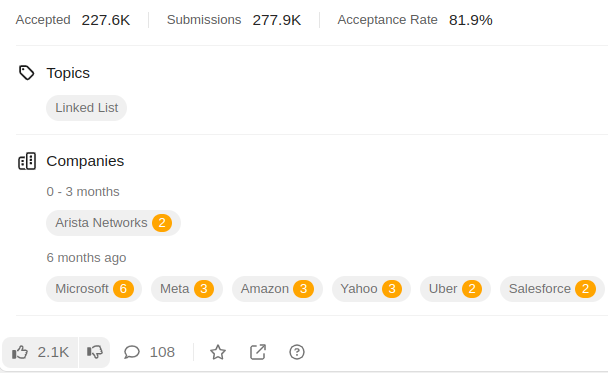 Accepted 227.6K Submissions 277.9K Acceptance Rate 81.9%
Topics
Linked List
Companies
0 - 3 months
Arista Networks 2
6 months ago
Microsoft 6 Meta 3 Amazon 3 Yahoo 3 Uber 2 Salesforce 2
2.1K 108